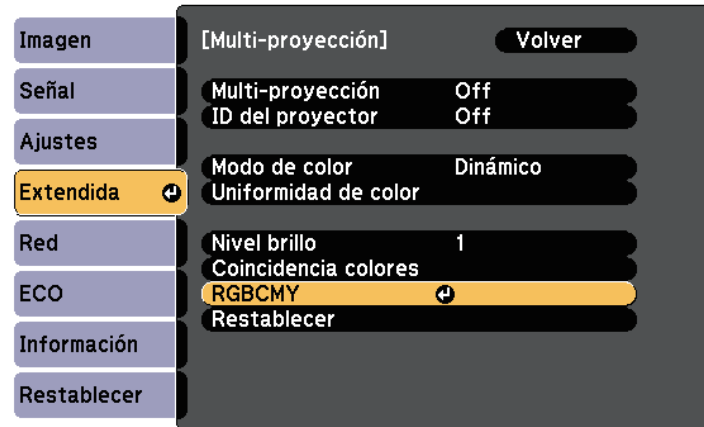 Imagen
Señal
Ajustes
Extendida
Red
ECO
Información
Restablecer
[Multi-proyección] Volver
Multi-proyección Off
ID del proyector Off
Modo de color Dinámico
Uniformidad de color
Nivel brillo 1
Coincidencia colores
RGBCMY
Restablecer